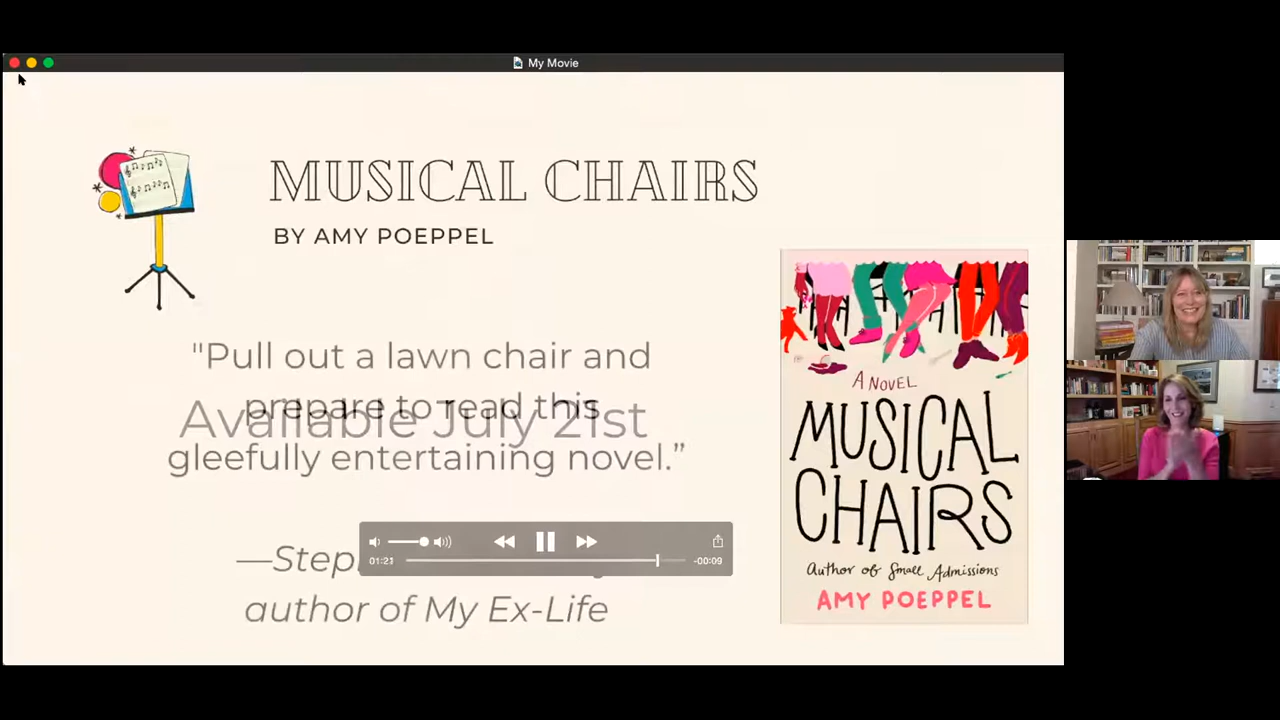 My Movie
MUSICAL CHAIRS
BY AMY POEPPEL
"Pull out a lawn chair and
prepare to read this
gleefully entertaining novel.”
Available July 21st
—Step
author of My Ex-Life
01:21
-00:09
A NOVEL
MUSICAL
CHAIRS
Author of Small Admissions
AMY POEPPEL